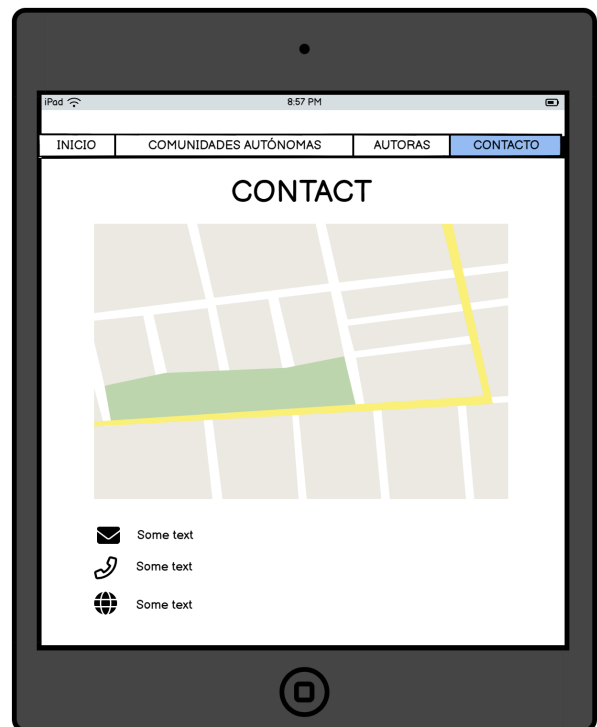 iPad 8:57 PM
INICIO COMUNIDADES AUTÓNOMAS AUTORAS CONTACTO
CONTACT
Some text
Some text
Some text